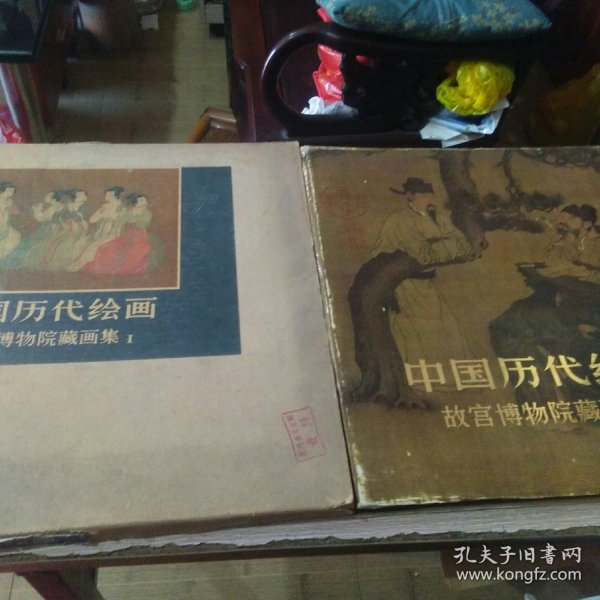 国历代绘画
博物院藏画集 I
中国历代绘
故宫博物院藏画
孔夫子旧书网
www.kongfz.com